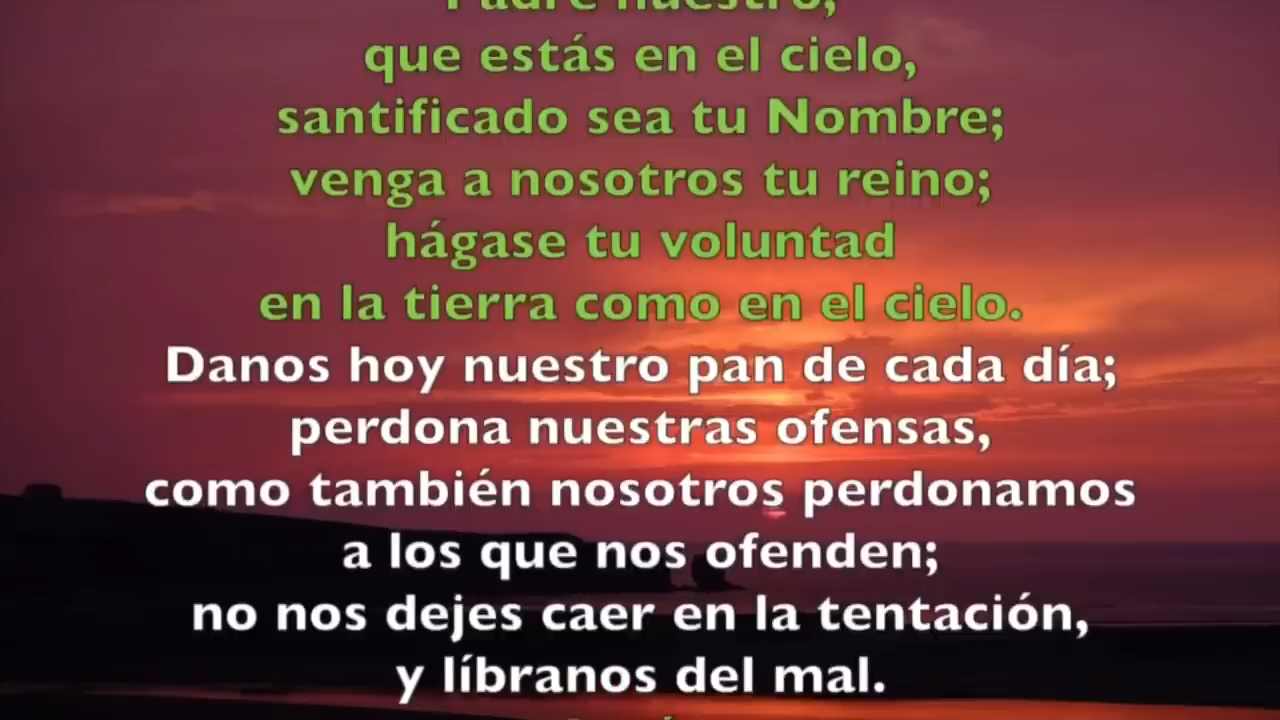 Padre nuestro,
que estás en el cielo,
santificado sea tu Nombre;
venga a nosotros tu reino;
hágase tu voluntad
en la tierra como en el cielo.
Danos hoy nuestro pan de cada día;
perdona nuestras ofensas,
como también nosotros perdonamos
a los que nos ofenden;
no nos dejes caer en la tentación,
y líbranos del mal.